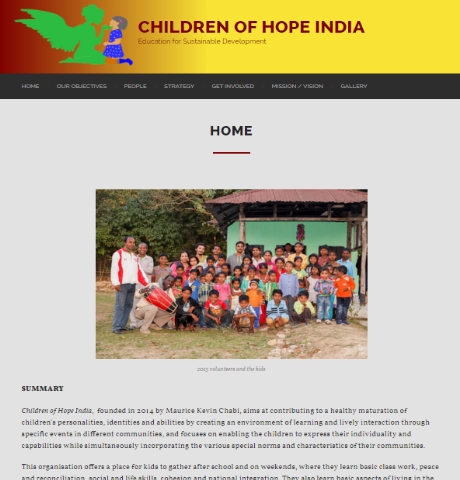 CHILDREN OF HOPE INDIA
Education for Sustainable Development
HOME OUR OBJECTIVES PEOPLE STRATEGY GET INVOLVED MISSION / VISION GALLERY
HOME
2015 volunteers and the kids
SUMMARY
Children of Hope India, founded in 2014 by Maurice Kevin Chabi, aims at contributing to a healthy maturation of
children's personalities, identities and abilities by creating an environment of learning and lively interaction through
specific events in different communities, and focuses on enabling the children to express their individuality and
capabilities while simultaneously incorporating the various special norms and characteristics of their communities.
This organisation offers a place for kids to gather after school and on weekends, where they learn basic class work, peace
and reconciliation, social and life skills, cohesion and national integration. They also learn basic aspects of living in the